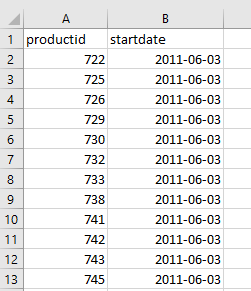 A B
1 productid startdate
2 722 2011-06-03
3 725 2011-06-03
4 726 2011-06-03
5 729 2011-06-03
6 730 2011-06-03
7 732 2011-06-03
8 733 2011-06-03
9 738 2011-06-03
10 741 2011-06-03
11 742 2011-06-03
12 743 2011-06-03
13 745 2011-06-03